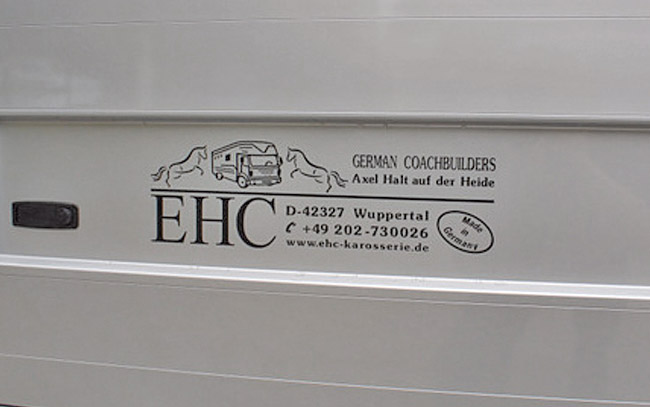 GERMAN COACHBUILDERS
Axel Halt auf der Heide
EHC
D-42327 Wuppertal
+49 202-730026
www.ehc-karosserie.de
Made
in
Germany